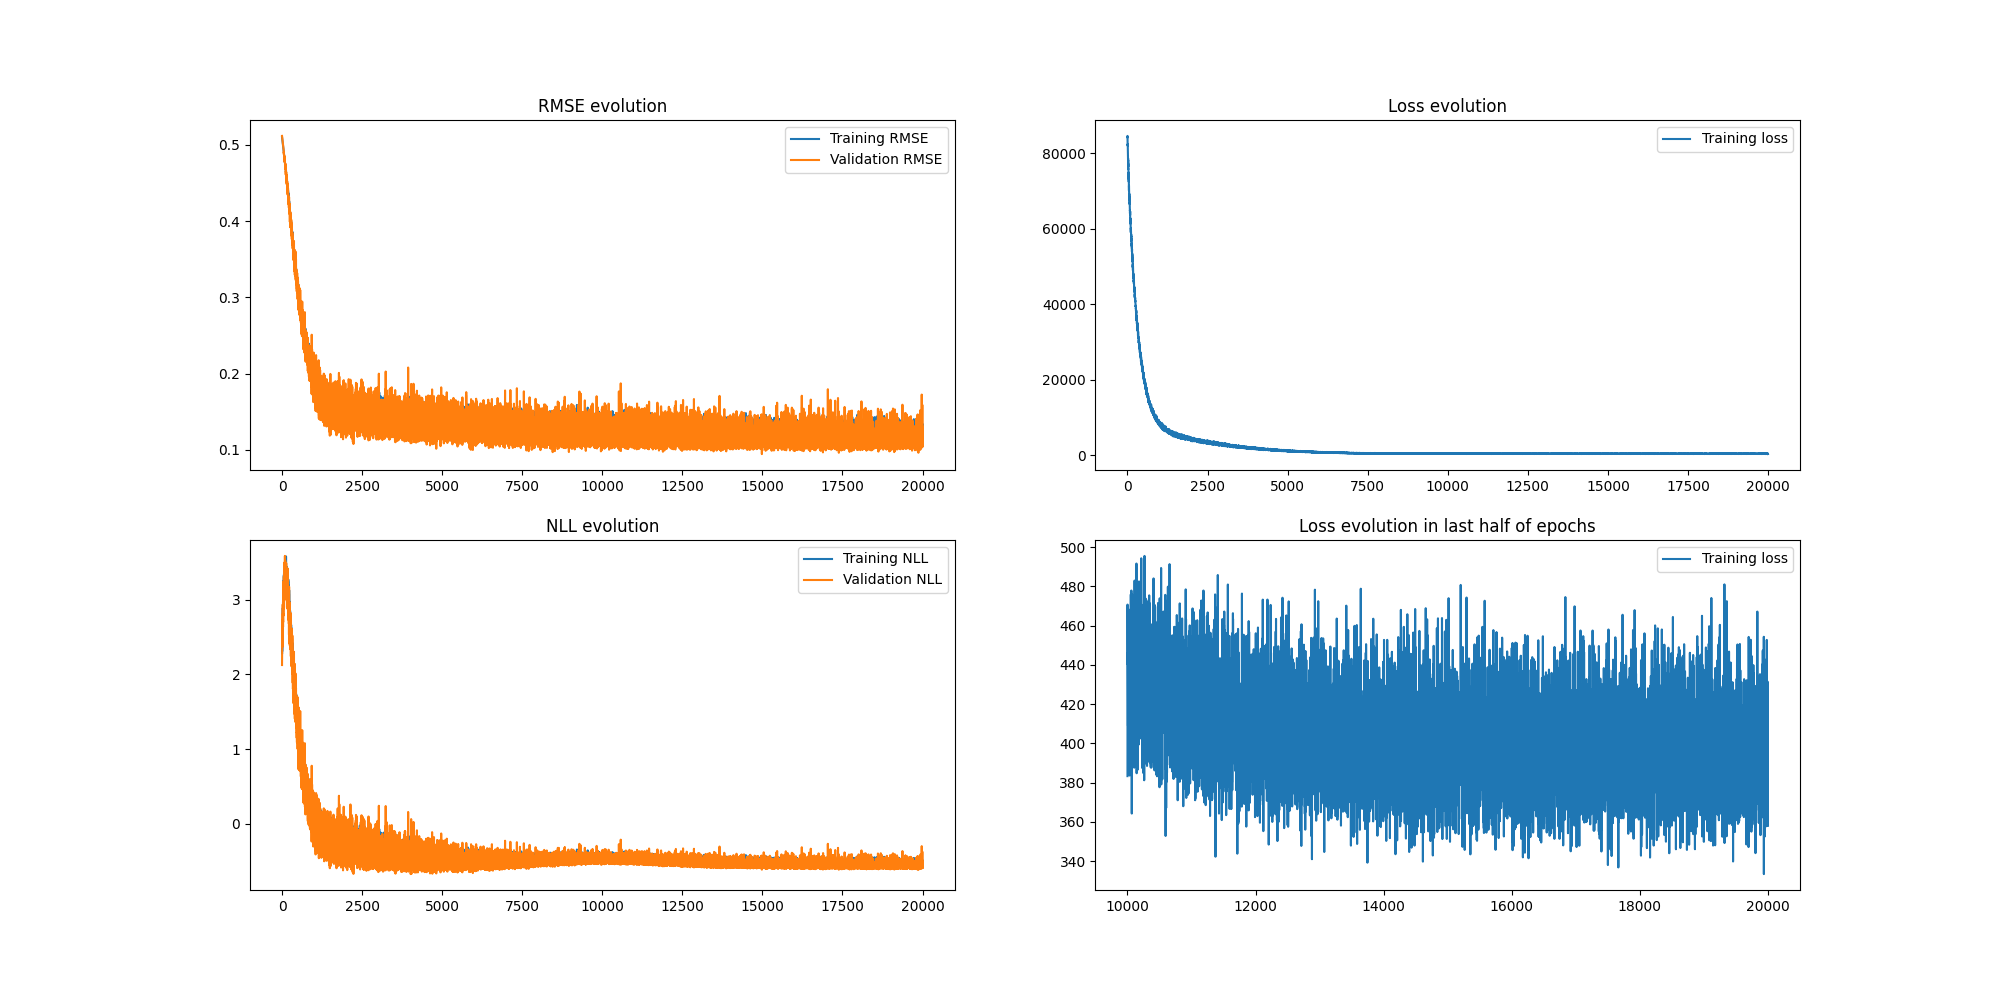 RMSE evolution
Training RMSE
Validation RMSE
0.5
0.4
0.3
0.2
0.1
0 2500 5000 7500 10000 12500 15000 17500 20000
Loss evolution
Training loss
80000
60000
40000
20000
0
0 2500 5000 7500 10000 12500 15000 17500 20000
NLL evolution
Training NLL
Validation NLL
3
2
1
0
0 2500 5000 7500 10000 12500 15000 17500 20000
Loss evolution in last half of epochs
Training loss
500
480
460
440
420
400
380
360
340
10000 12000 14000 16000 18000 20000